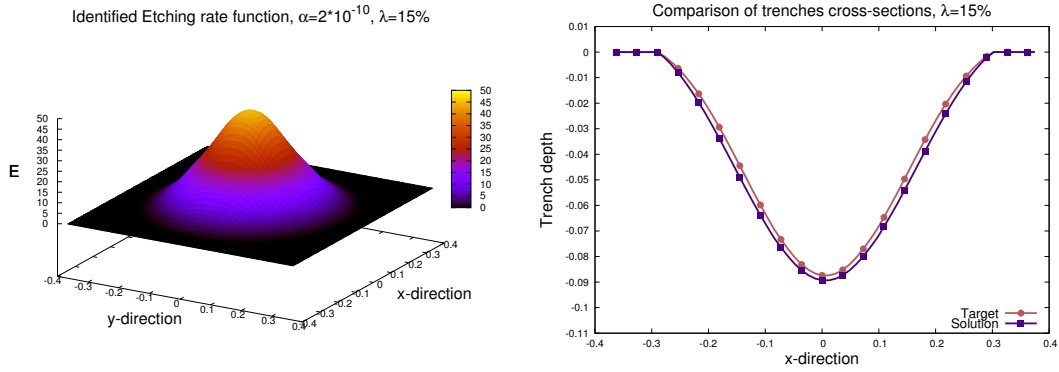 Identified Etching rate function, α=2*10^-10, λ=15%
50
45
40
35
30
25
20
15
10
5
0
E
50
45
40
35
30
25
20
15
10
5
0
-0.4 -0.3 -0.2 -0.1 0 0.1 0.2 0.3 0.4
y-direction
-0.4 -0.3 -0.2 -0.1 0 0.1 0.2 0.3 0.4
x-direction
Comparison of trenches cross-sections, λ=15%
0.01
0
-0.01
-0.02
-0.03
-0.04
-0.05
-0.06
-0.07
-0.08
-0.09
-0.1
-0.11
Trench depth
Target
Solution
-0.4 -0.3 -0.2 -0.1 0 0.1 0.2 0.3 0.4
x-direction